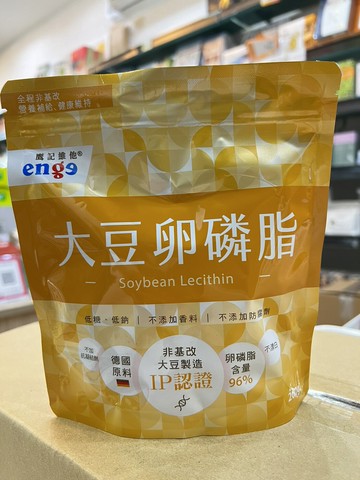 全程非基改
營養補給,健康維持
鷹記維他®
enge
大豆卵磷脂
Soybean Lecithin
低糖・低鈉 | 不添加香料 | 不添加防腐劑
德國
原料
非基改
大豆製造
IP認證
卵磷脂
含量
96%